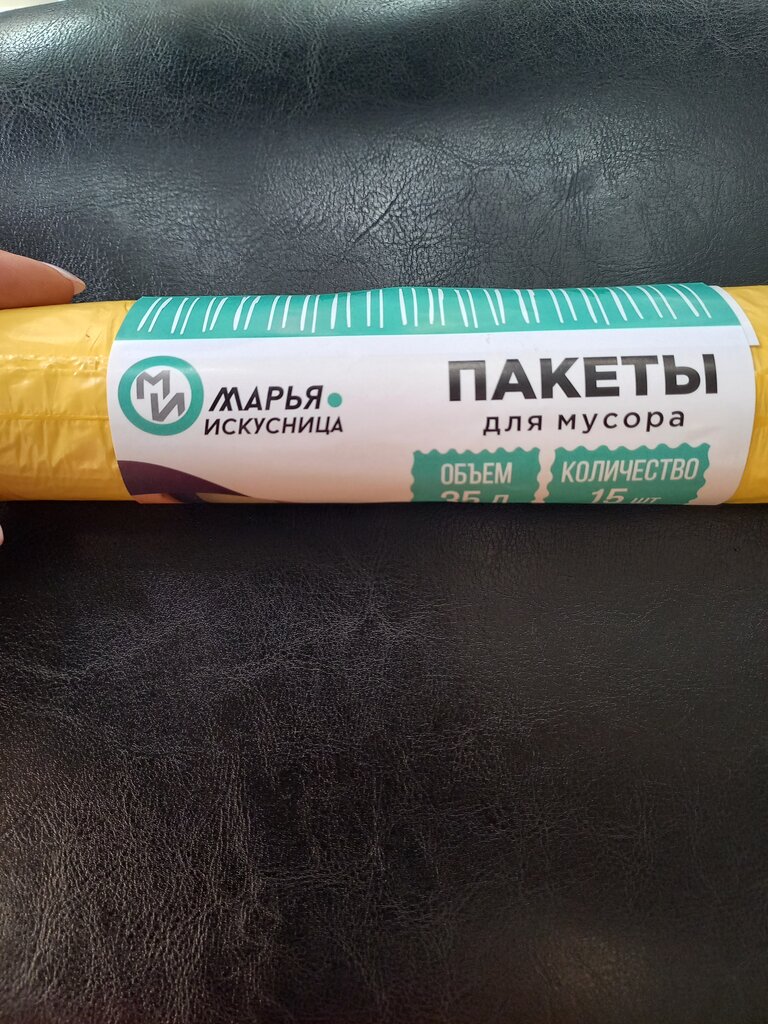 МИ
МАРЬЯ
ИСКУСНИЦА
ПАКЕТЫ
для мусора
ОБЪЕМ
35 л
КОЛИЧЕСТВО
15 шт